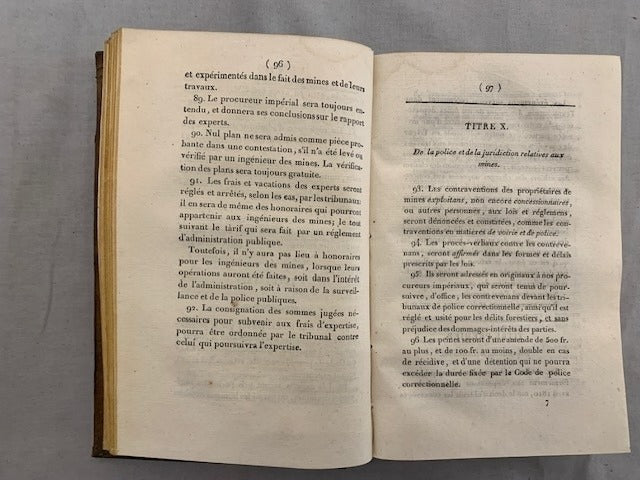 ( 96 )
et expérimentés dans le fait des mines et de leurs
travaux.
89. Le procureur impérial sera toujours en-
tendu, et donnera ses conclusions sur le rapport
des experts.
90. Nul plan ne sera admis comme pièce pro-
bante dans une contestation, s'il n'a été levé ou
vérifié par un ingénieur des mines. La vérifica-
tion des plans sera toujours gratuite.
91. Les frais et vacations des experts seront
réglés et arrêtés, selon les cas, par les tribunaux:
il en sera de même des honoraires qui pourront
appartenir aux ingénieurs des mines; le tout
suivant le tarif qui sera fait par un réglement
d'administration publique.
Toutefois, il n'y aura pas lieu à honoraires
pour les ingénieurs des mines, lorsque leurs
opérations auront été faites, soit dans l'intérêt
de l'administration, soit à raison de la surveil-
lance et de la police publiques.
92. La consignation des sommes jugées né-
cessaires pour subvenir aux frais d'expertise,
pourra être ordonnée par le tribunal contre
celui qui poursuivra l'expertise.
( 97 )
TITRE X.
De la police et de la juridiction relatives aux
mines.
93. Les contraventions des propriétaires de
mines exploitans, non encore concessionnaires,
ou autres personnes, aux lois et réglemens,
seront dénoncées et constatées, comme les con-
traventions en matières de voirie et de police.
94. Les procès-verbaux contre les contreve-
nans, seront affirmés dans les formes et délais
prescrits par les lois.
95. Ils seront adressés en originaux à nos pro-
cureurs impériaux, qui seront tenus de pour-
suivre, d'office, les contrevenans devant les tri-
bunaux de police correctionnelle, ainsi qu'il est
réglé et usité pour les délits forestiers, et sans
préjudice des dommages-intérêts des parties.
96 Les peines seront d'une amende de 500 fr.
au plus, et de 100 fr. au moins, double en cas
de récidive, et d'une détention qui ne pourra
excéder la durée fixée par le Code de police
correctionnelle.
7